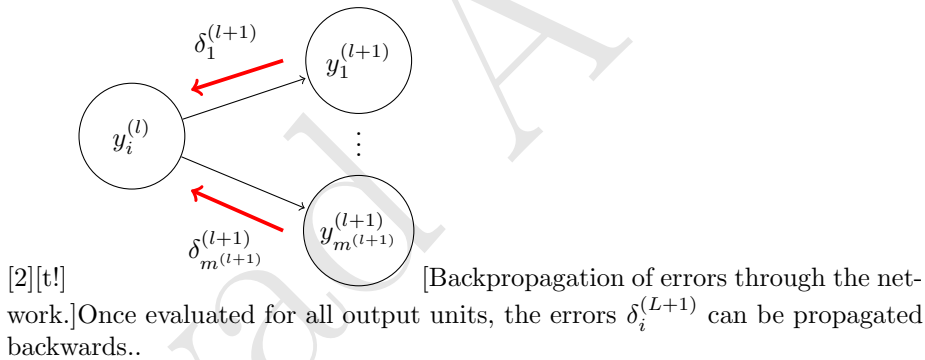 δ_1^{(l+1)}
y_1^{(l+1)}
y_i^{(l)}
⋮
δ_{m^{(l+1)}}^{(l+1)}
y_{m^{(l+1)}}^{(l+1)}
[2][t!] [Backpropagation of errors through the net-
work.]Once evaluated for all output units, the errors δ_i^{(L+1)} can be propagated
backwards..
ad A